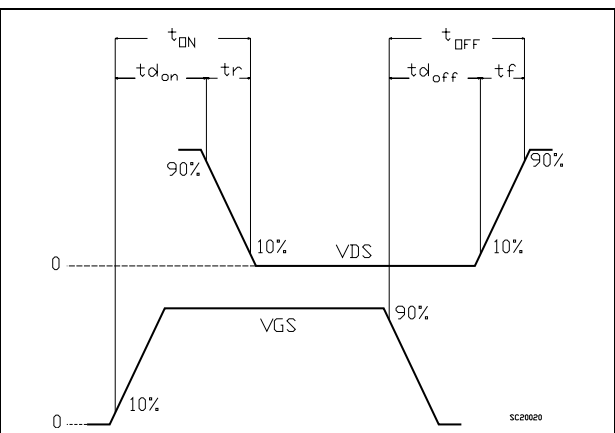 tON tOFF
tdon tr tdoff tf
90% 90%
10% VDS 10%
0
90%
VGS
10%
0 SC20020